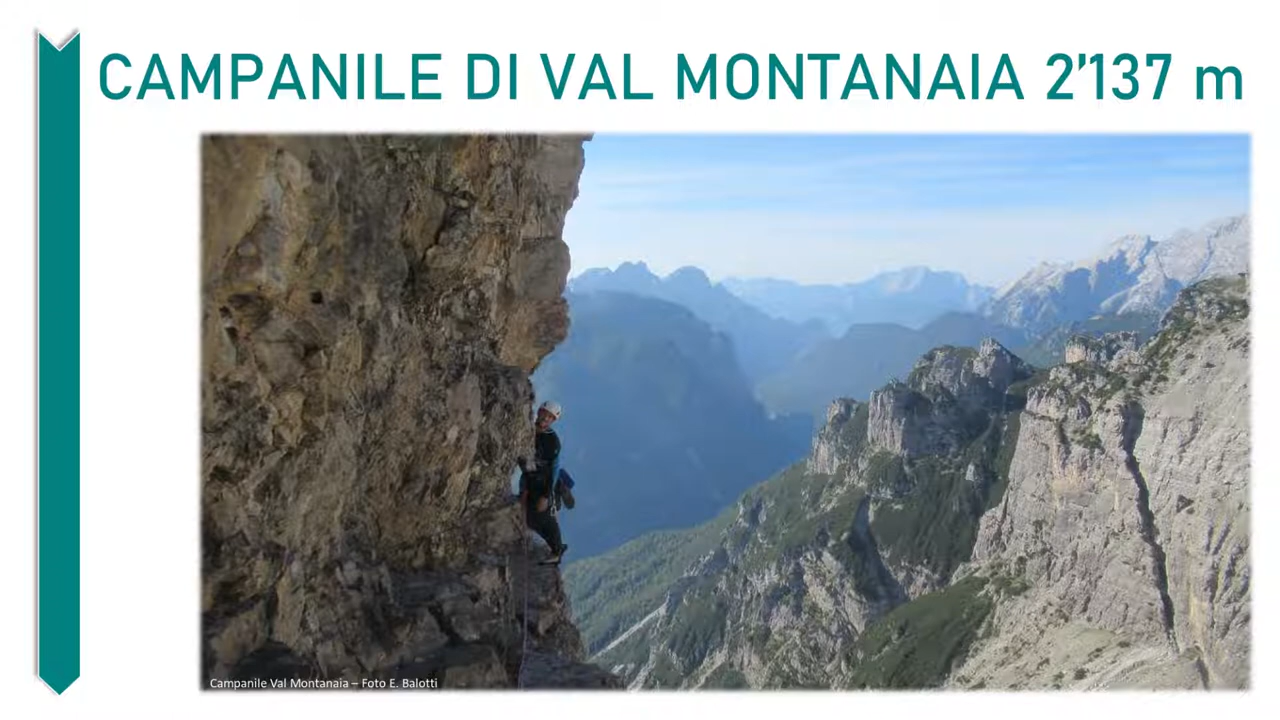 CAMPANILE DI VAL MONTANAIA 2'137 m
Campanile Val Montanaia – Foto E. Balotti